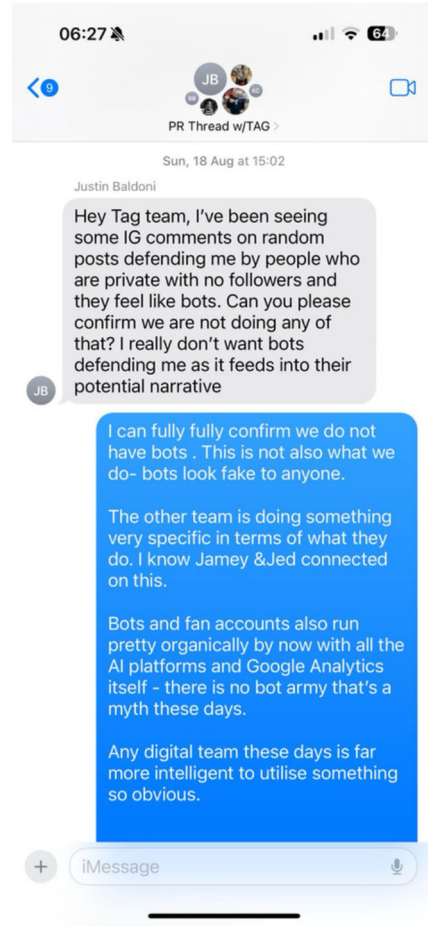 06:27
64
9
JB
BB
KC
PR Thread w/TAG
Sun, 18 Aug at 15:02
Justin Baldoni
Hey Tag team, I've been seeing
some IG comments on random
posts defending me by people who
are private with no followers and
they feel like bots. Can you please
confirm we are not doing any of
that? I really don't want bots
defending me as it feeds into their
potential narrative
JB
I can fully fully confirm we do not
have bots . This is not also what we
do- bots look fake to anyone.
The other team is doing something
very specific in terms of what they
do. I know Jamey &Jed connected
on this.
Bots and fan accounts also run
pretty organically by now with all the
AI platforms and Google Analytics
itself - there is no bot army that's a
myth these days.
Any digital team these days is far
more intelligent to utilise something
so obvious.
iMessage